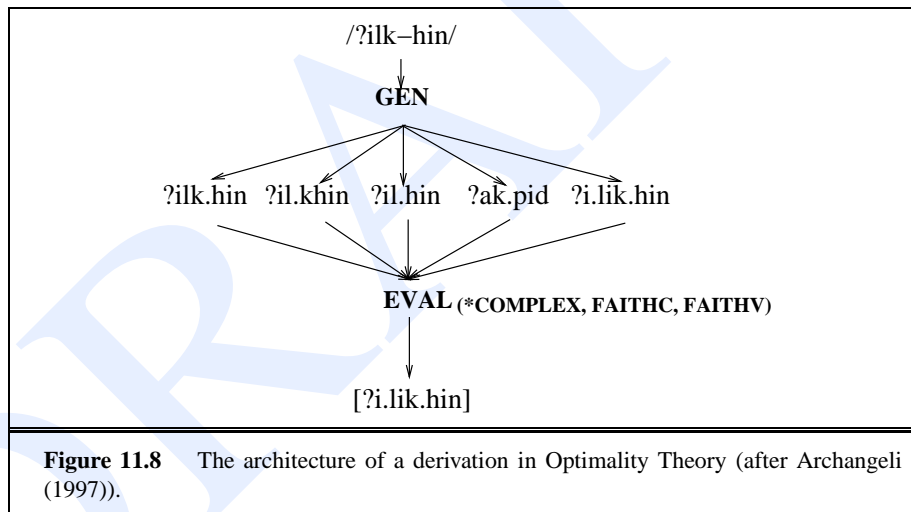 /?ilk−hin/
GEN
?ilk.hin ?il.khin ?il.hin ?ak.pid ?i.lik.hin
EVAL (*COMPLEX, FAITHC, FAITHV)
[?i.lik.hin]
Figure 11.8 The architecture of a derivation in Optimality Theory (after Archangeli
(1997)).
DRAFT